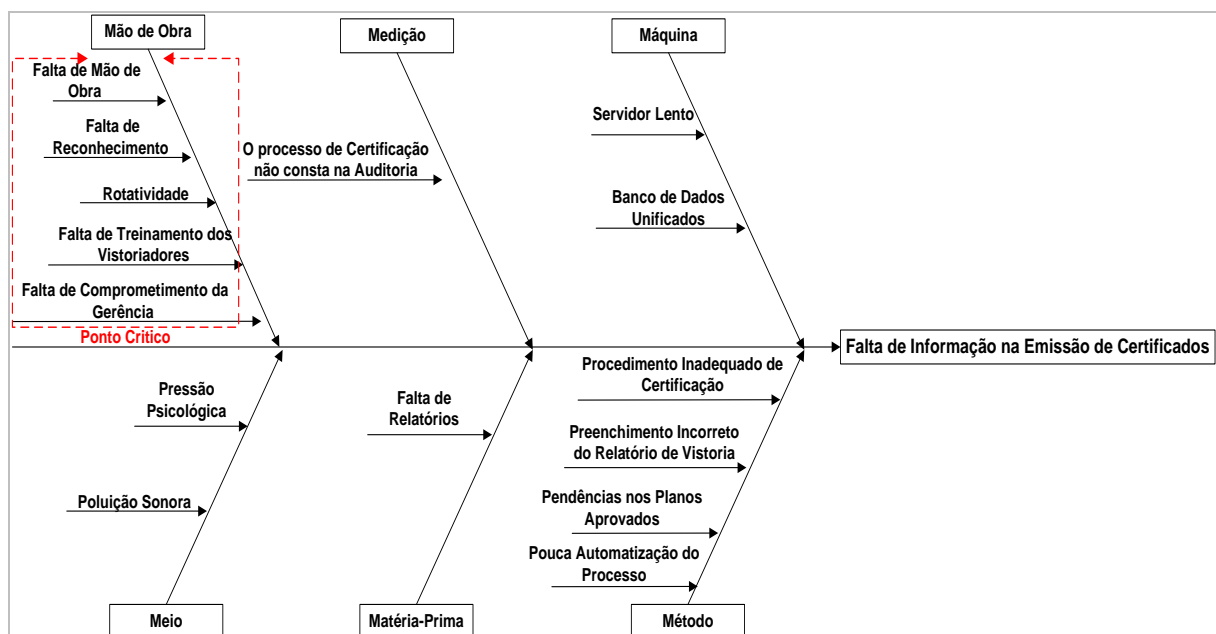 Mão de Obra
Medição
Máquina
Falta de Mão de
Obra
Falta de
Reconhecimento
Rotatividade
Falta de Treinamento dos
Vistoriadores
Falta de Comprometimento da
Gerência
Ponto Critico
O processo de Certificação
não consta na Auditoria
Servidor Lento
Banco de Dados
Unificados
Falta de Informação na Emissão de Certificados
Pressão
Psicológica
Poluição Sonora
Falta de
Relatórios
Procedimento Inadequado de
Certificação
Preenchimento Incorreto
do Relatório de Vistoria
Pendências nos Planos
Aprovados
Pouca Automatização do
Processo
Meio
Matéria-Prima
Método